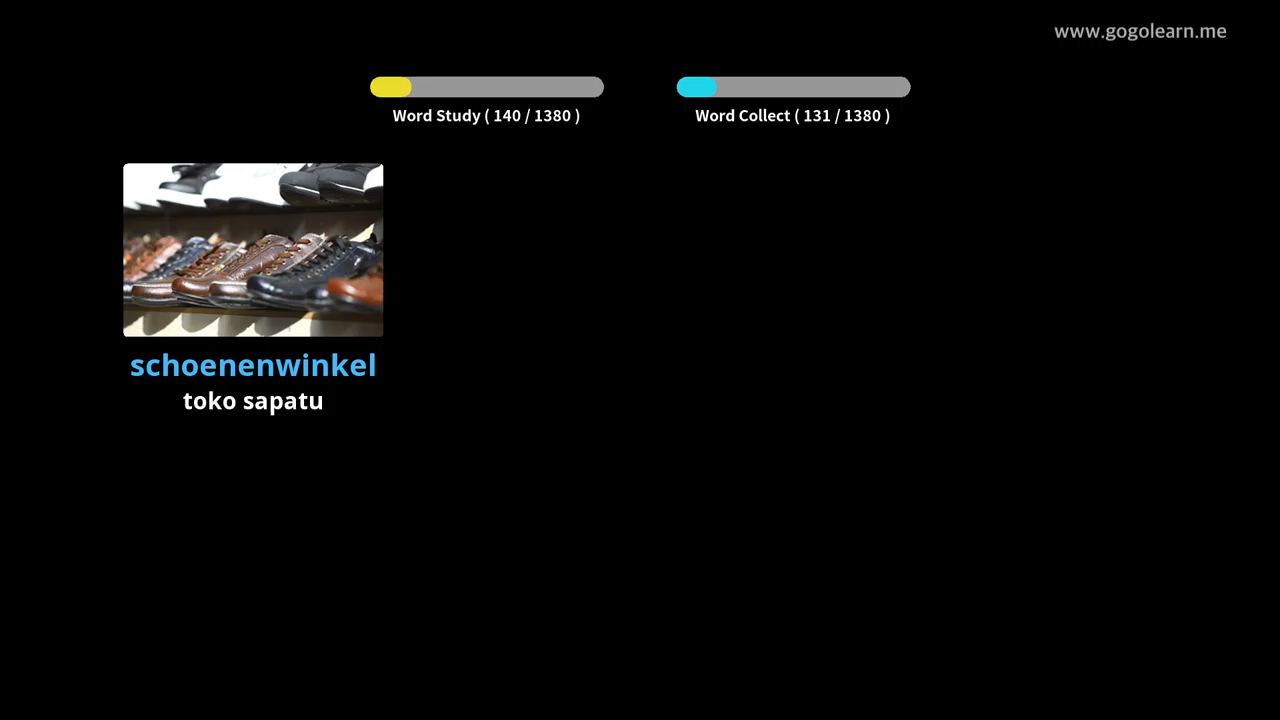 www.gogolearn.me
Word Study ( 140 / 1380 )
Word Collect ( 131 / 1380 )
schoenenwinkel
toko sapatu